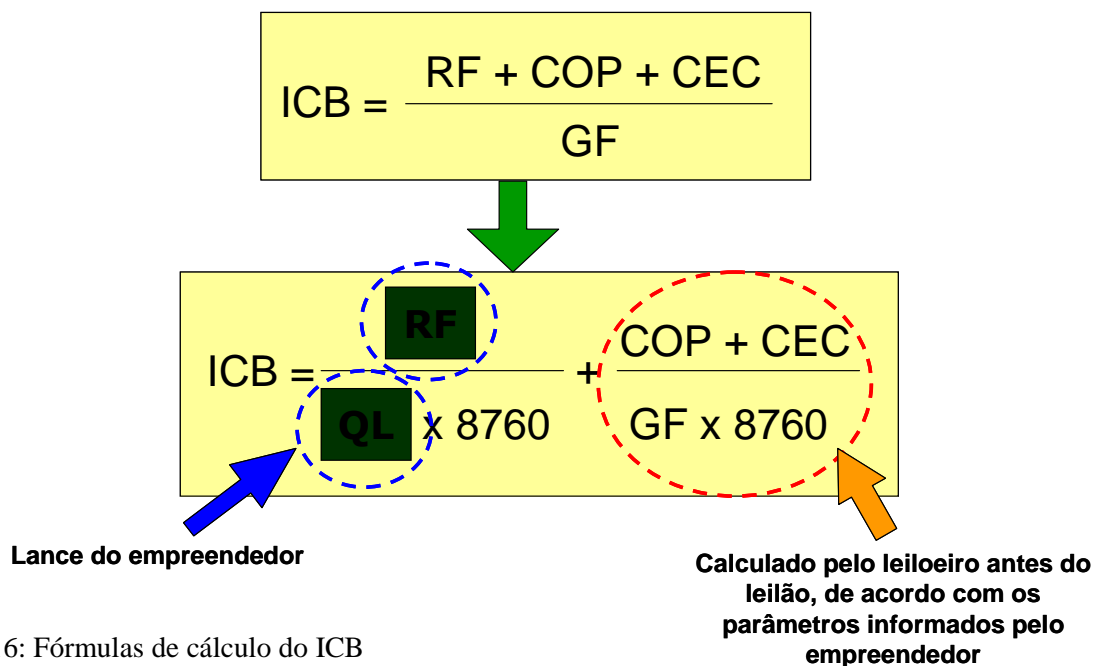 ICB = RF + COP + CEC
GF
RF
ICB = + COP + CEC
QL x 8760 GF x 8760
Lance do empreendedor
Calculado pelo leiloeiro antes do
leilão, de acordo com os
parâmetros informados pelo
empreendedor
6: Fórmulas de cálculo do ICB